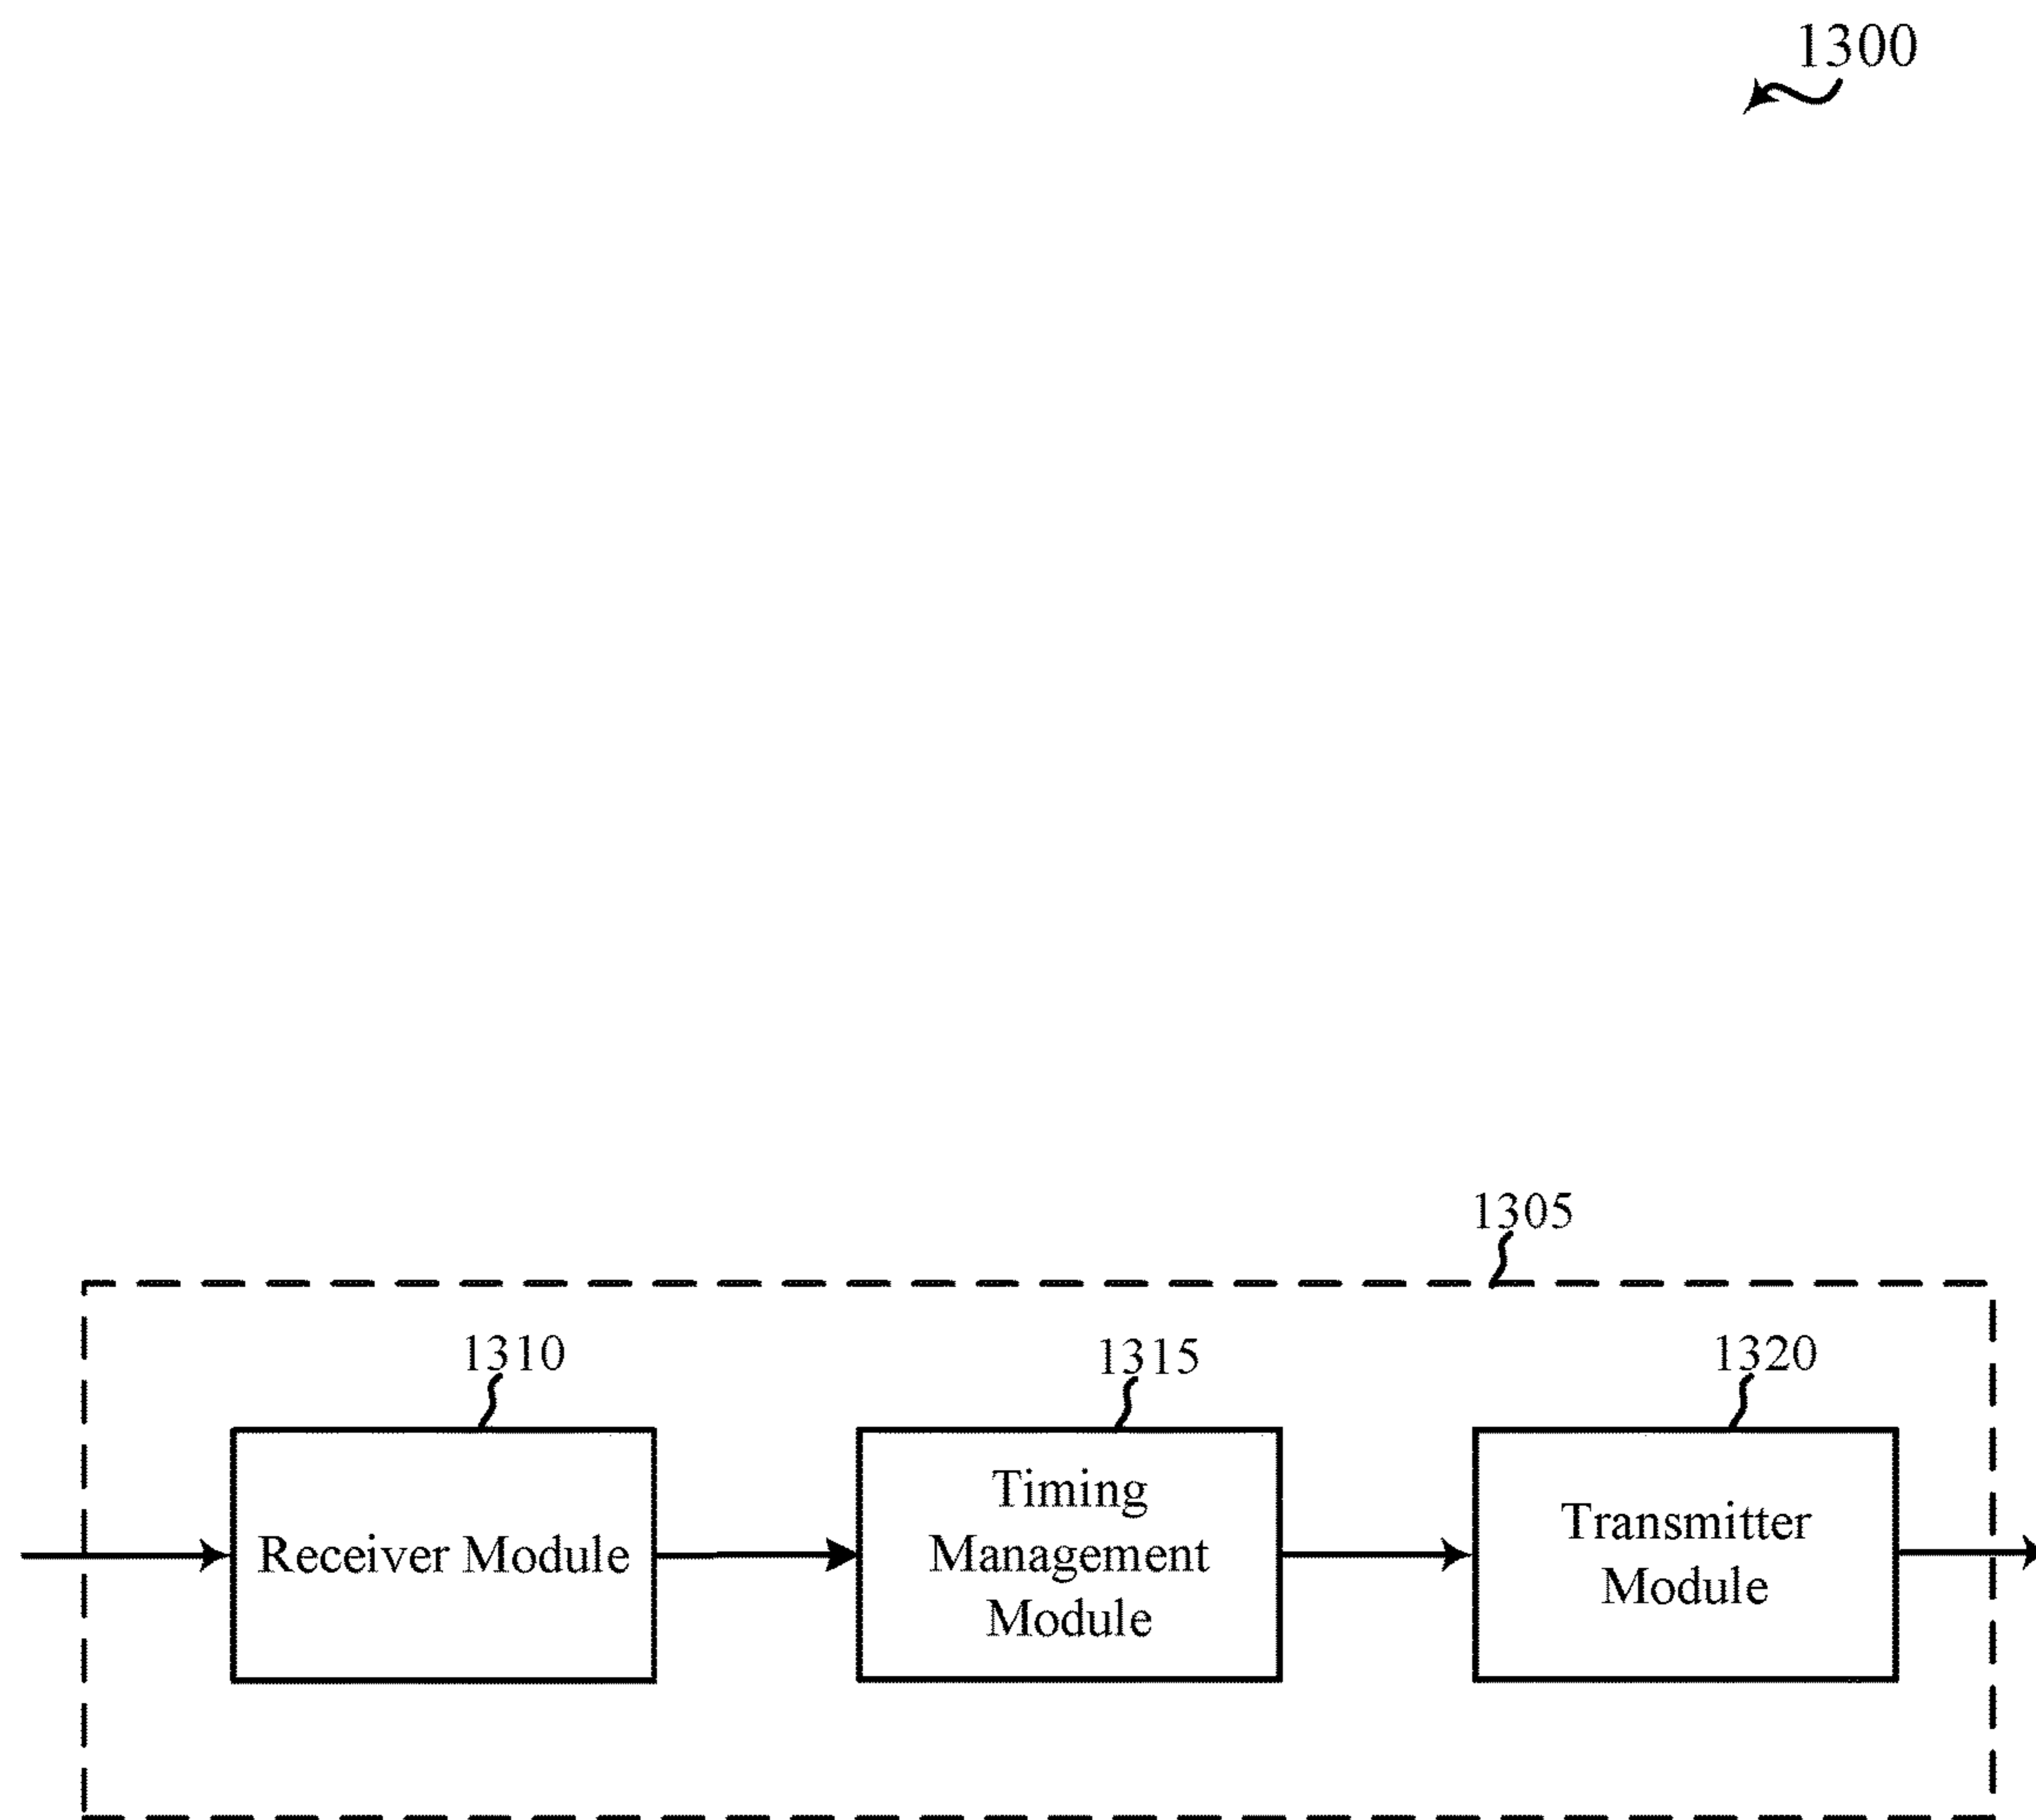 1300
1305
1310
1315
1320
Receiver Module
Timing
Management
Module
Transmitter
Module